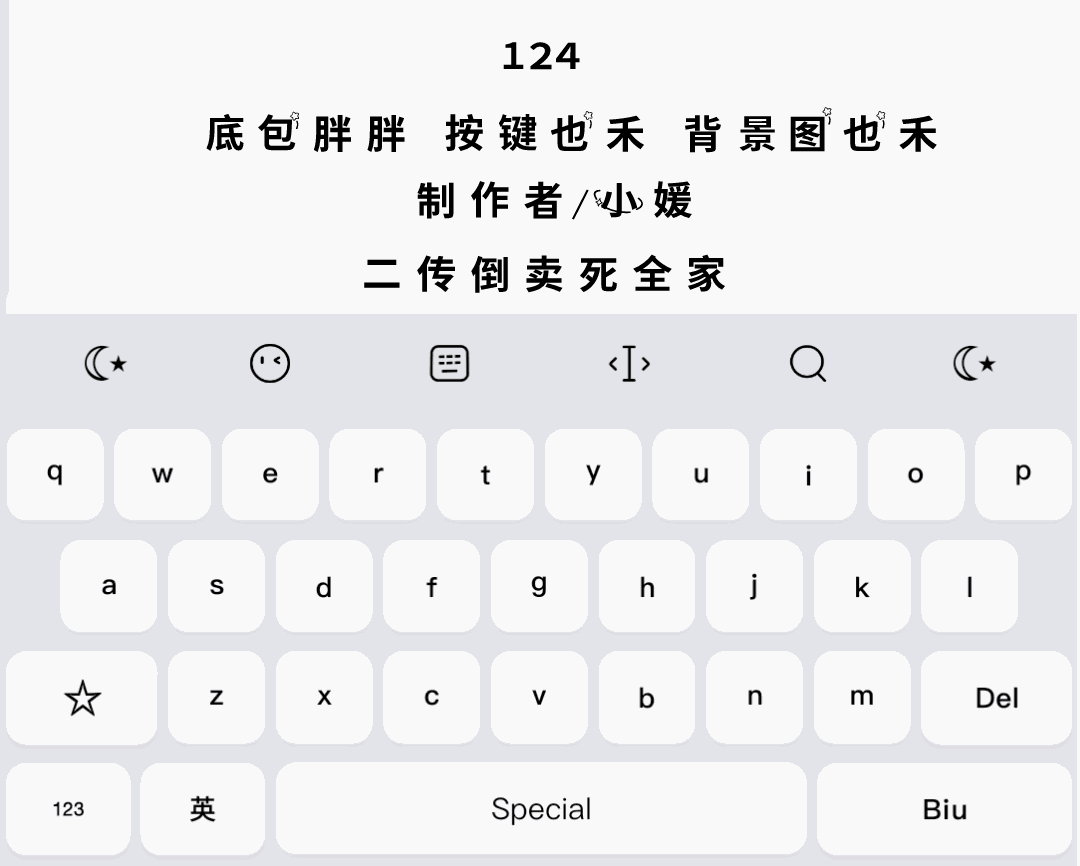 124
底包胖胖 按键也禾 背景图也禾
制作者/小媛
二传倒卖死全家
q w e r t y u i o p
a s d f g h j k l
z x c v b n m Del
123 英 Special Biu